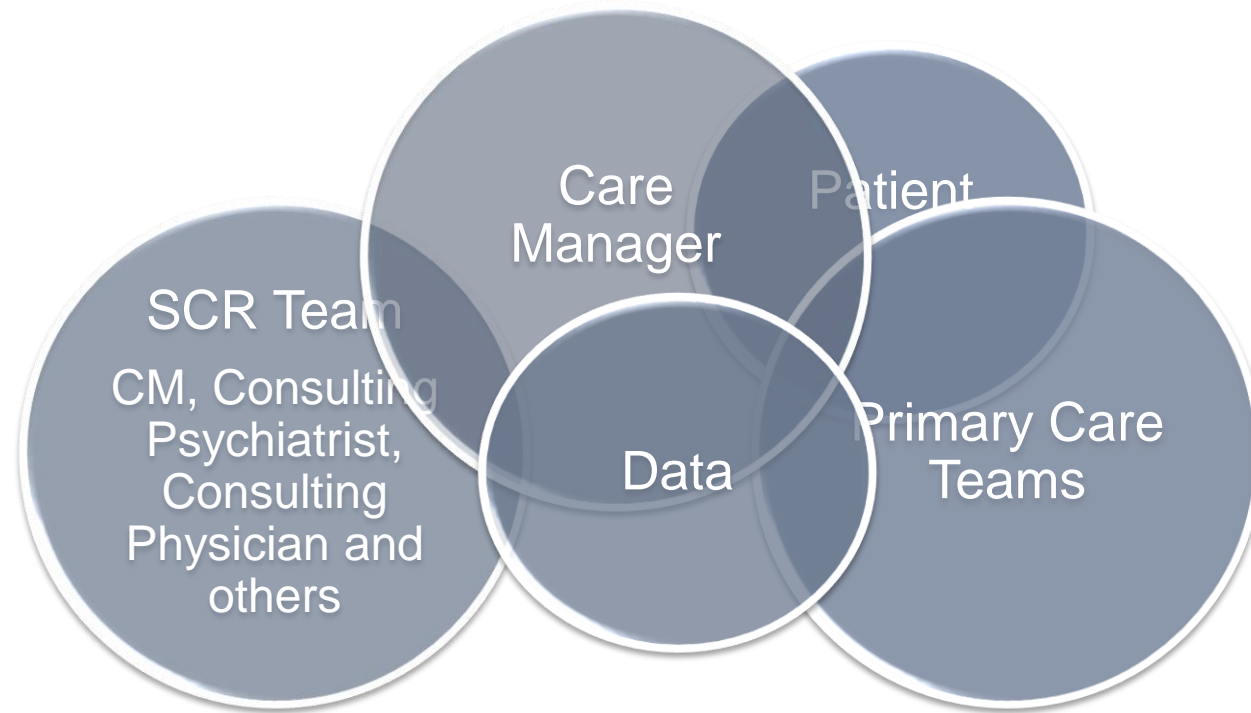 Care
Manager
Patient
SCR Team
CM, Consulting
Psychiatrist,
Consulting
Physician and
others
Data
Primary Care
Teams